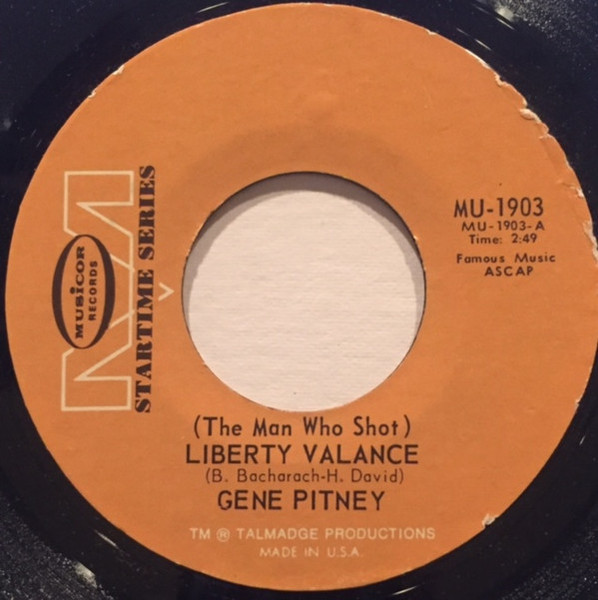 MUSICOR
RECORDS
STARTIME SERIES
MU-1903
MU-1903-A
Time: 2:49
Famous Music
ASCAP
(The Man Who Shot)
LIBERTY VALANCE
(B. Bacharach-H. David)
GENE PITNEY
TM ® TALMADGE PRODUCTIONS
MADE IN U.S.A.